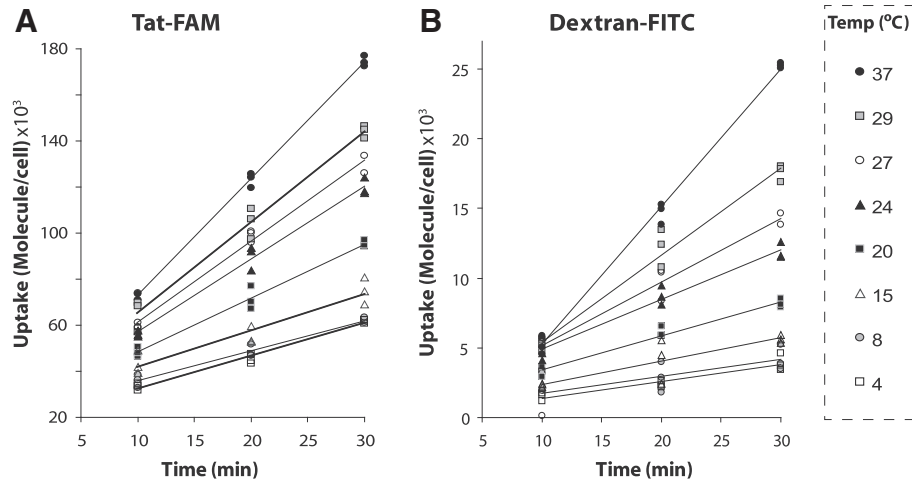 A Tat-FAM
Uptake (Molecule/cell) x10³
180
140
100
60
20
5 10 15 20 25 30
Time (min)
B Dextran-FITC
Uptake (Molecule/cell) x10³
25
20
15
10
5
0
5 10 15 20 25 30
Time (min)
Temp (°C)
37
29
27
24
20
15
8
4